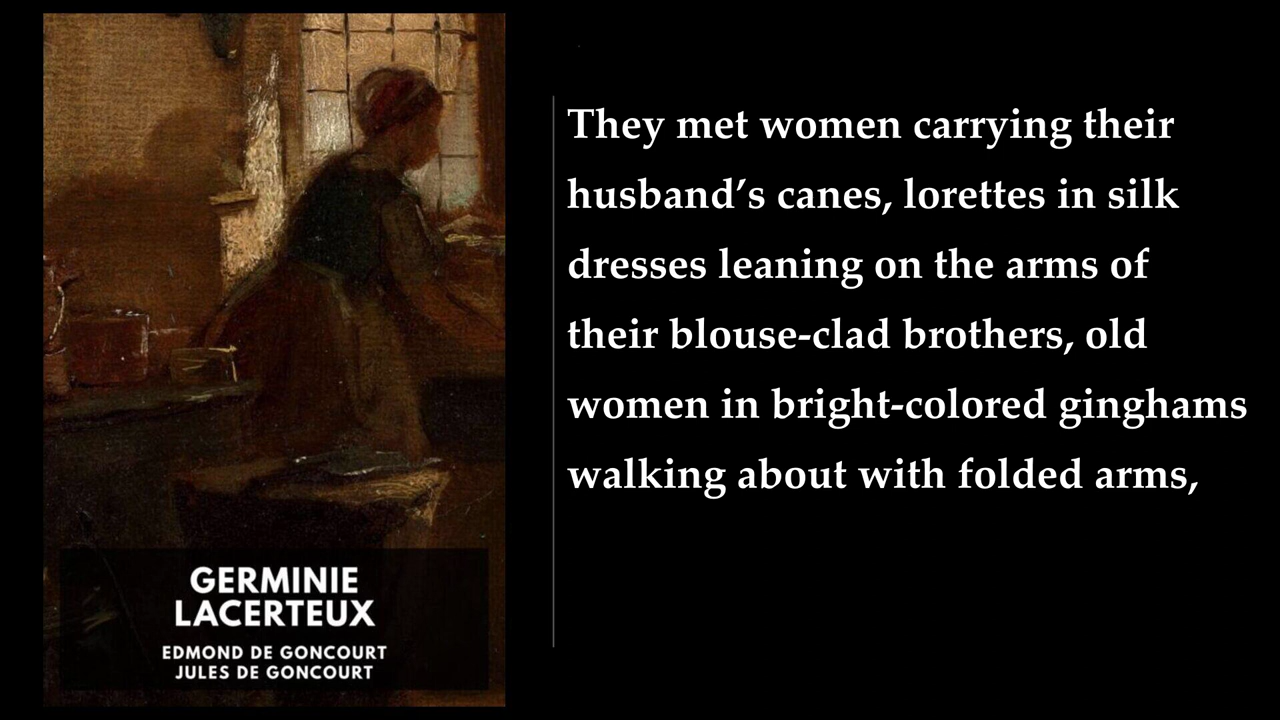 GERMINIE
LACERTEUX
EDMOND DE GONCOURT
JULES DE GONCOURT
They met women carrying their
husband’s canes, lorettes in silk
dresses leaning on the arms of
their blouse-clad brothers, old
women in bright-colored ginghams
walking about with folded arms,